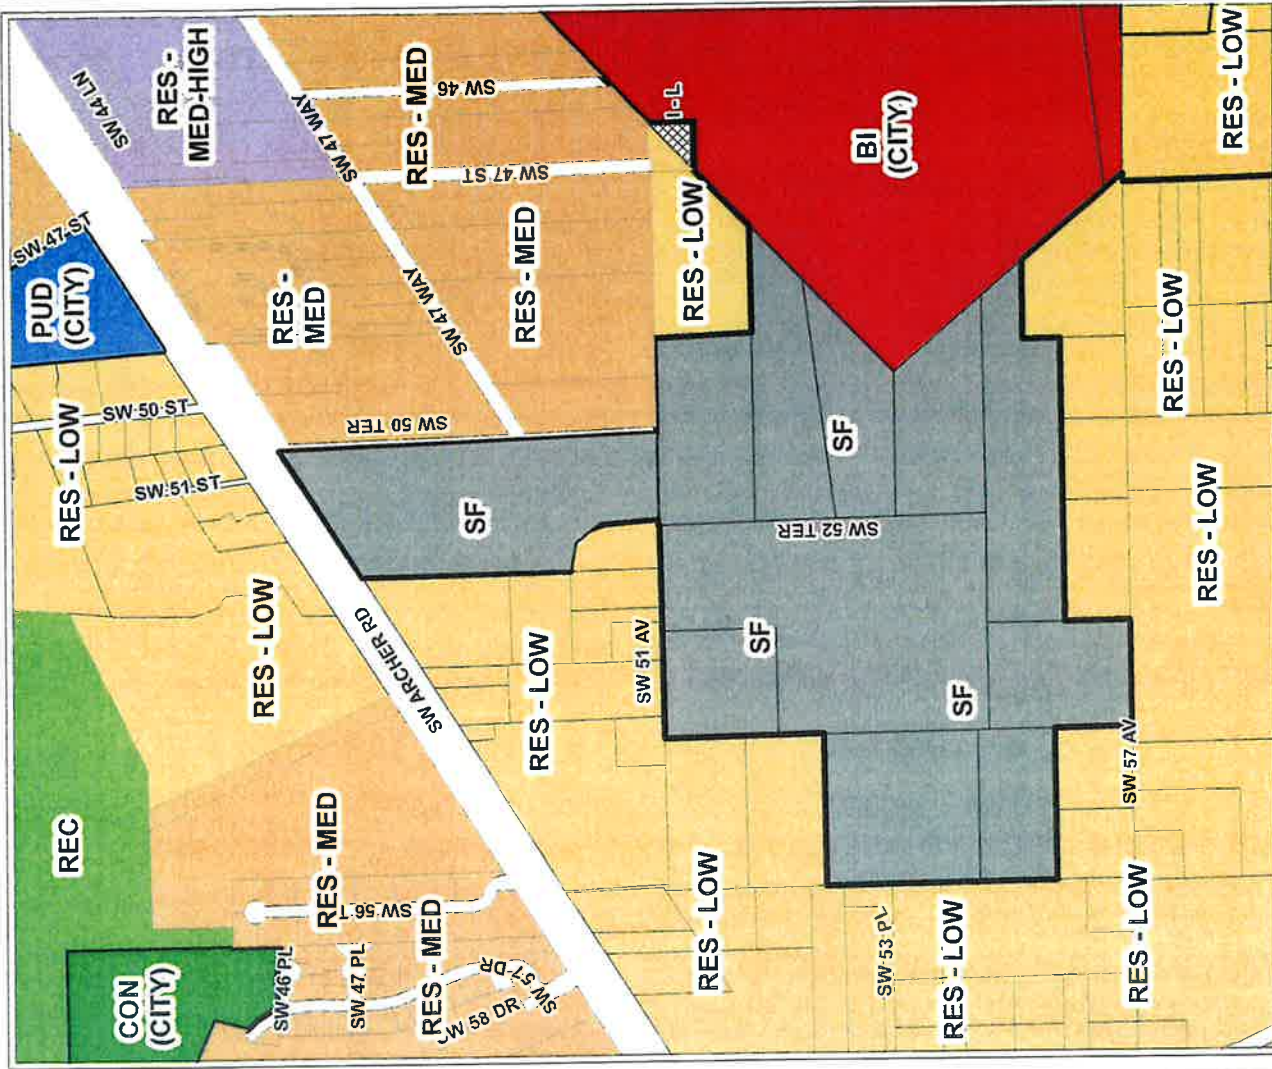 REC
RES - LOW
PUD
(CITY)
SW 47 ST
CON
(CITY)
SW 44 LN
SW 50 ST
SW 51 ST
RES -
MED-HIGH
RES - LOW
SW 46 PL
RES -
MED
RES - MED
SW 47 PL
SW 47 WAY
SW 56 T
SW 50 TER
SW ARCHER RD
RES - MED
RES - MED
SW 47 WAY
SW 46
SF
W 58 DR
SW 57 DR
SW 47 ST
RES - MED
RES - LOW
SW 51 AV
I - L
RES - LOW
RES - LOW
SF
SW 52 TER
SF
BI
(CITY)
SW 53 PL
RES - LOW
SF
SW 57 AV
RES - LOW
RES - LOW
RES - LOW
RES - LOW